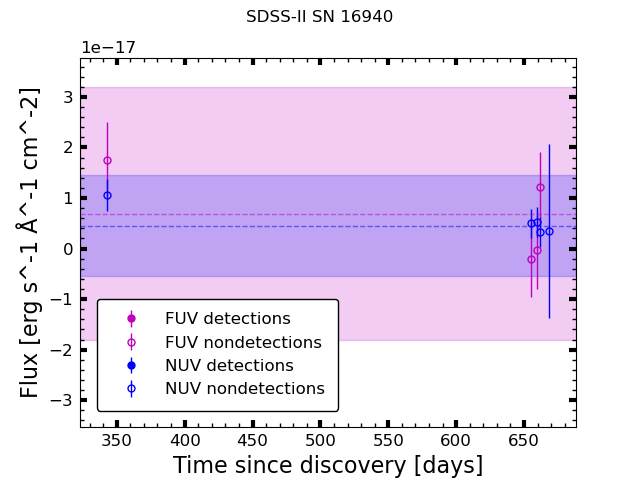 SDSS-II SN 16940
1e−17
3
2
1
0
−1
−2
−3
Flux [erg s^-1 Å^-1 cm^-2]
FUV detections
FUV nondetections
NUV detections
NUV nondetections
350 400 450 500 550 600 650
Time since discovery [days]